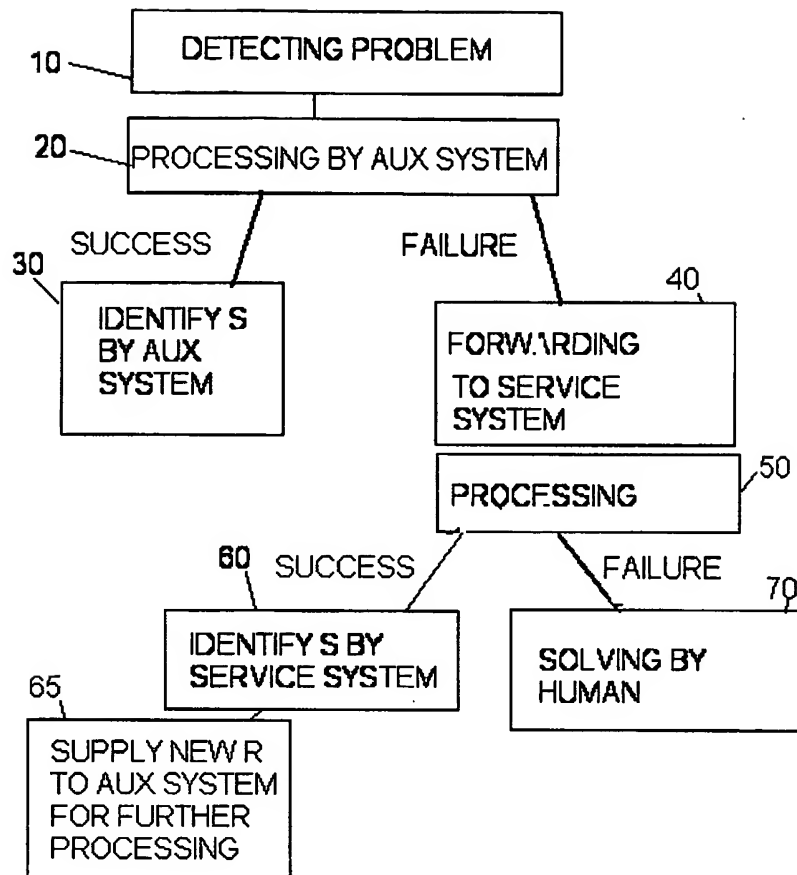 DETECTING PROBLEM
10
20
PROCESSING BY AUX SYSTEM
SUCCESS
FAILURE
30
IDENTIFY S
BY AUX
SYSTEM
40
FORWARDING
TO SERVICE
SYSTEM
50
PROCESSING
60
SUCCESS
FAILURE
70
IDENTIFY S BY
SERVICE SYSTEM
SOLVING BY
HUMAN
65
SUPPLY NEW R
TO AUX SYSTEM
FOR FURTHER
PROCESSING